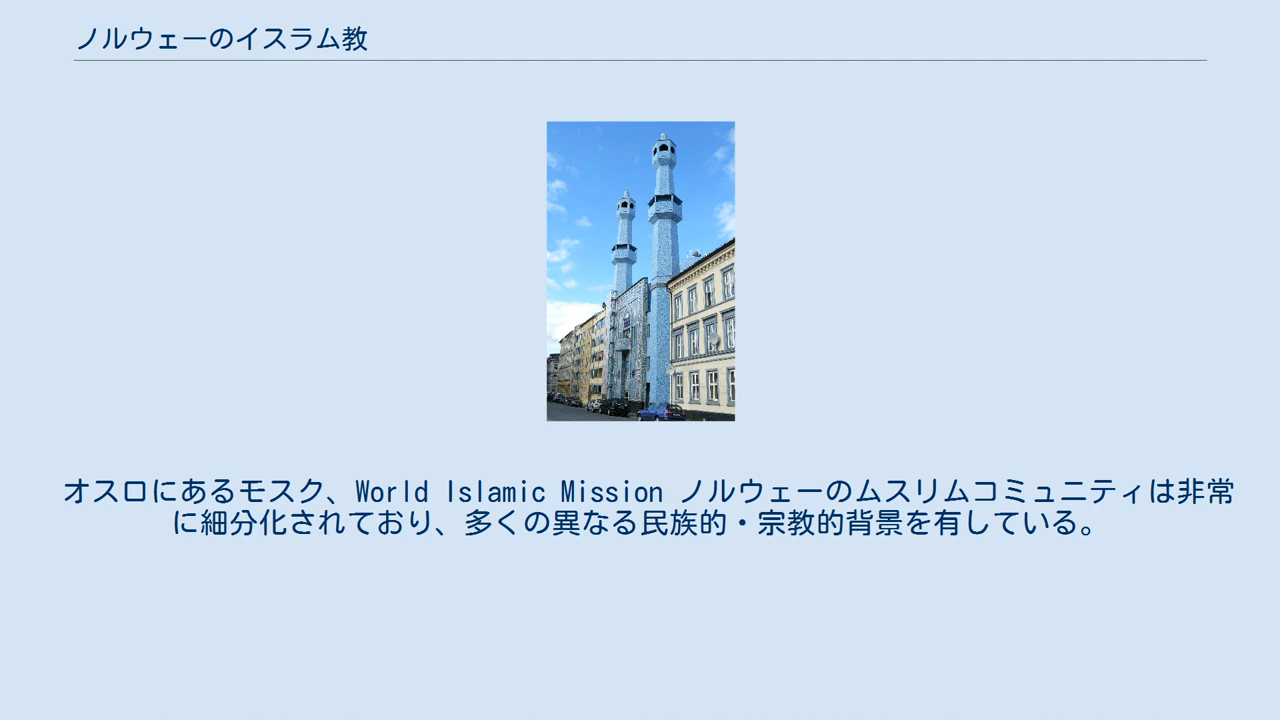 ノルウェーのイスラム教
オスロにあるモスク、World Islamic Mission ノルウェーのムスリムコミュニティは非常
に細分化されており、多くの異なる民族的・宗教的背景を有している。